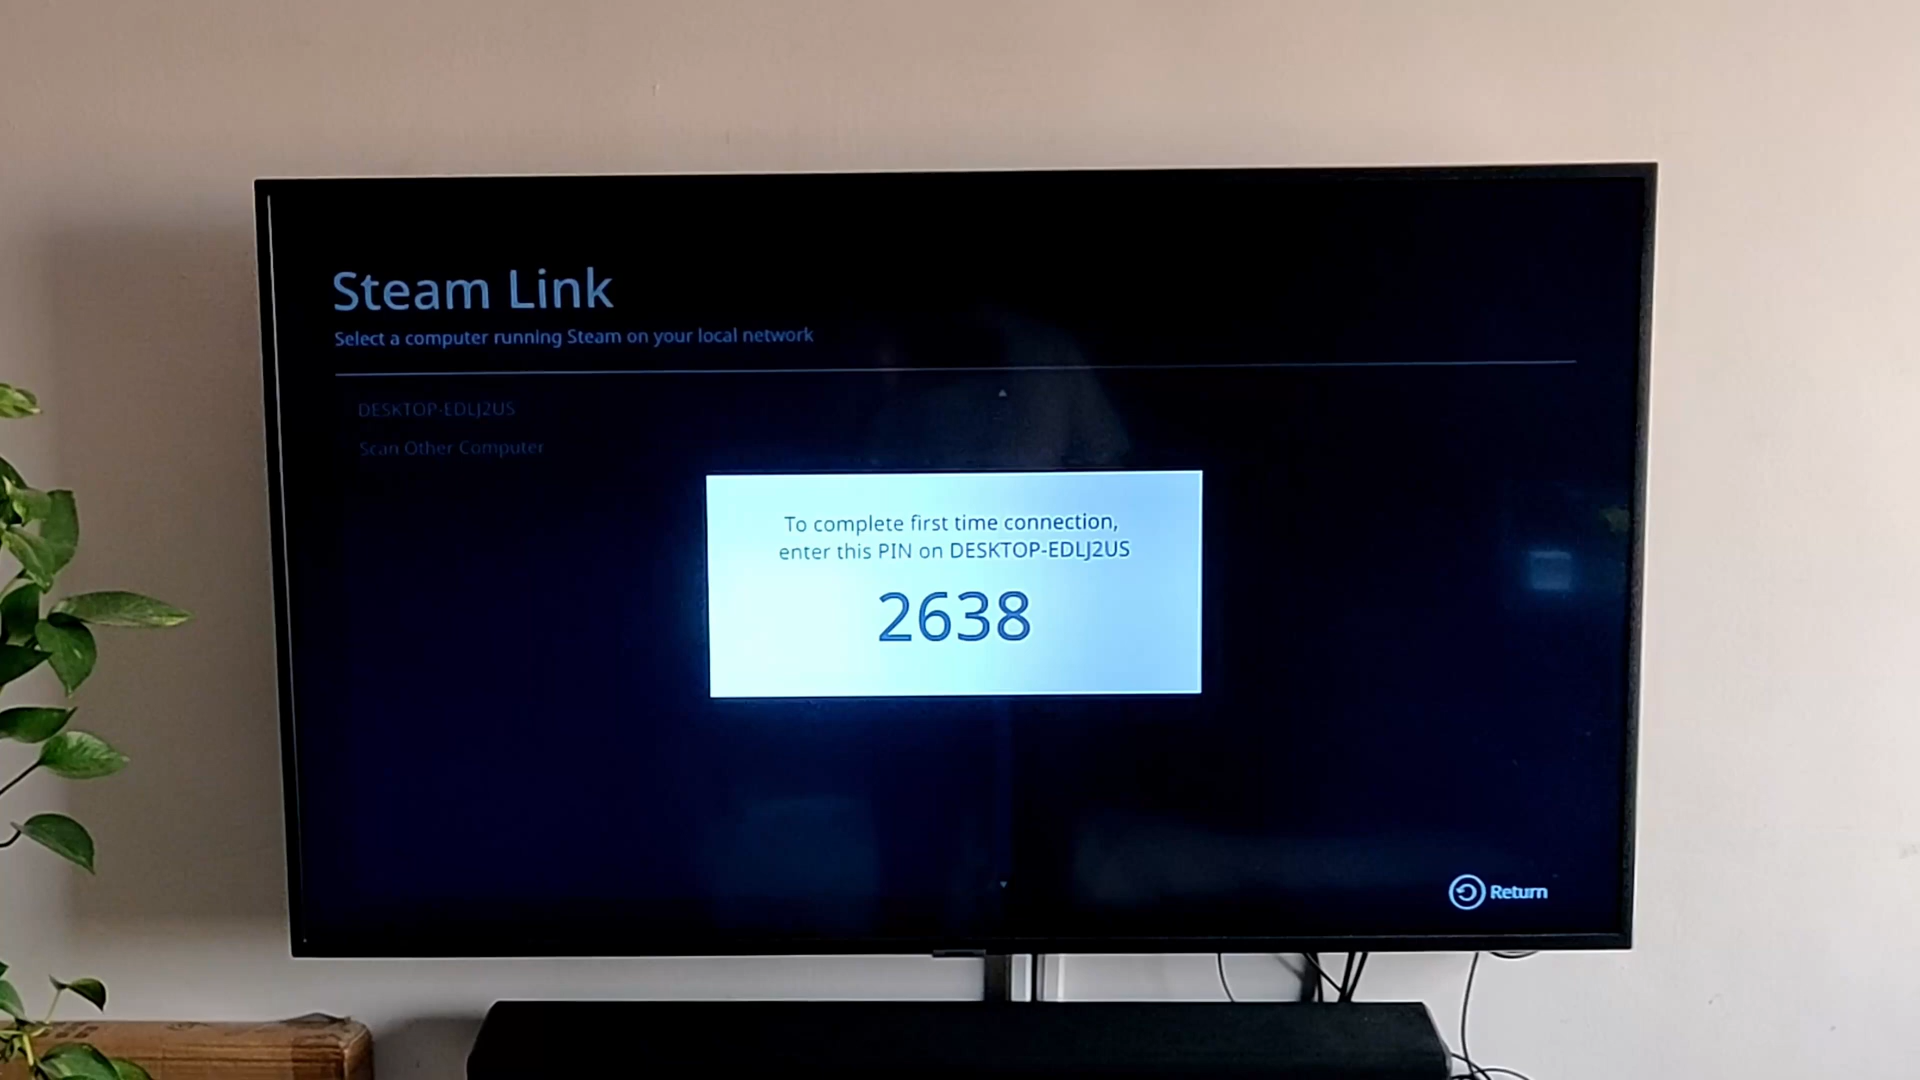 Steam Link
Select a computer running Steam on your local network
DESKTOP-EDLJ2US
Scan Other Computer
To complete first time connection,
enter this PIN on DESKTOP-EDLJ2US
2638
Return